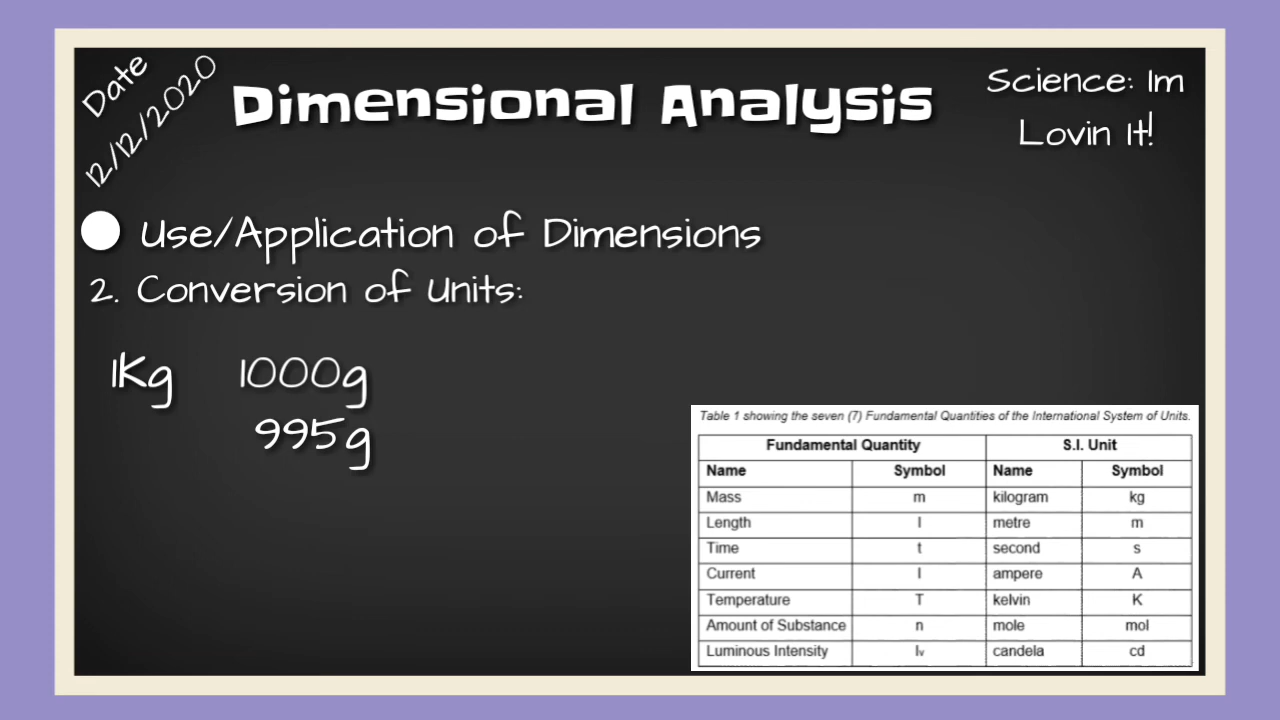 Date
12/12/2020
Dimensional Analysis
Science: Im
Lovin It!
Use/Application of Dimensions
2. Conversion of Units:
1Kg 1000g
995g
Table 1 showing the seven (7) Fundamental Quantities of the International System of Units.
Fundamental Quantity S.I. Unit
Name Symbol Name Symbol
Mass m kilogram kg
Length l metre m
Time t second s
Current I ampere A
Temperature T kelvin K
Amount of Substance n mole mol
Luminous Intensity Iv candela cd